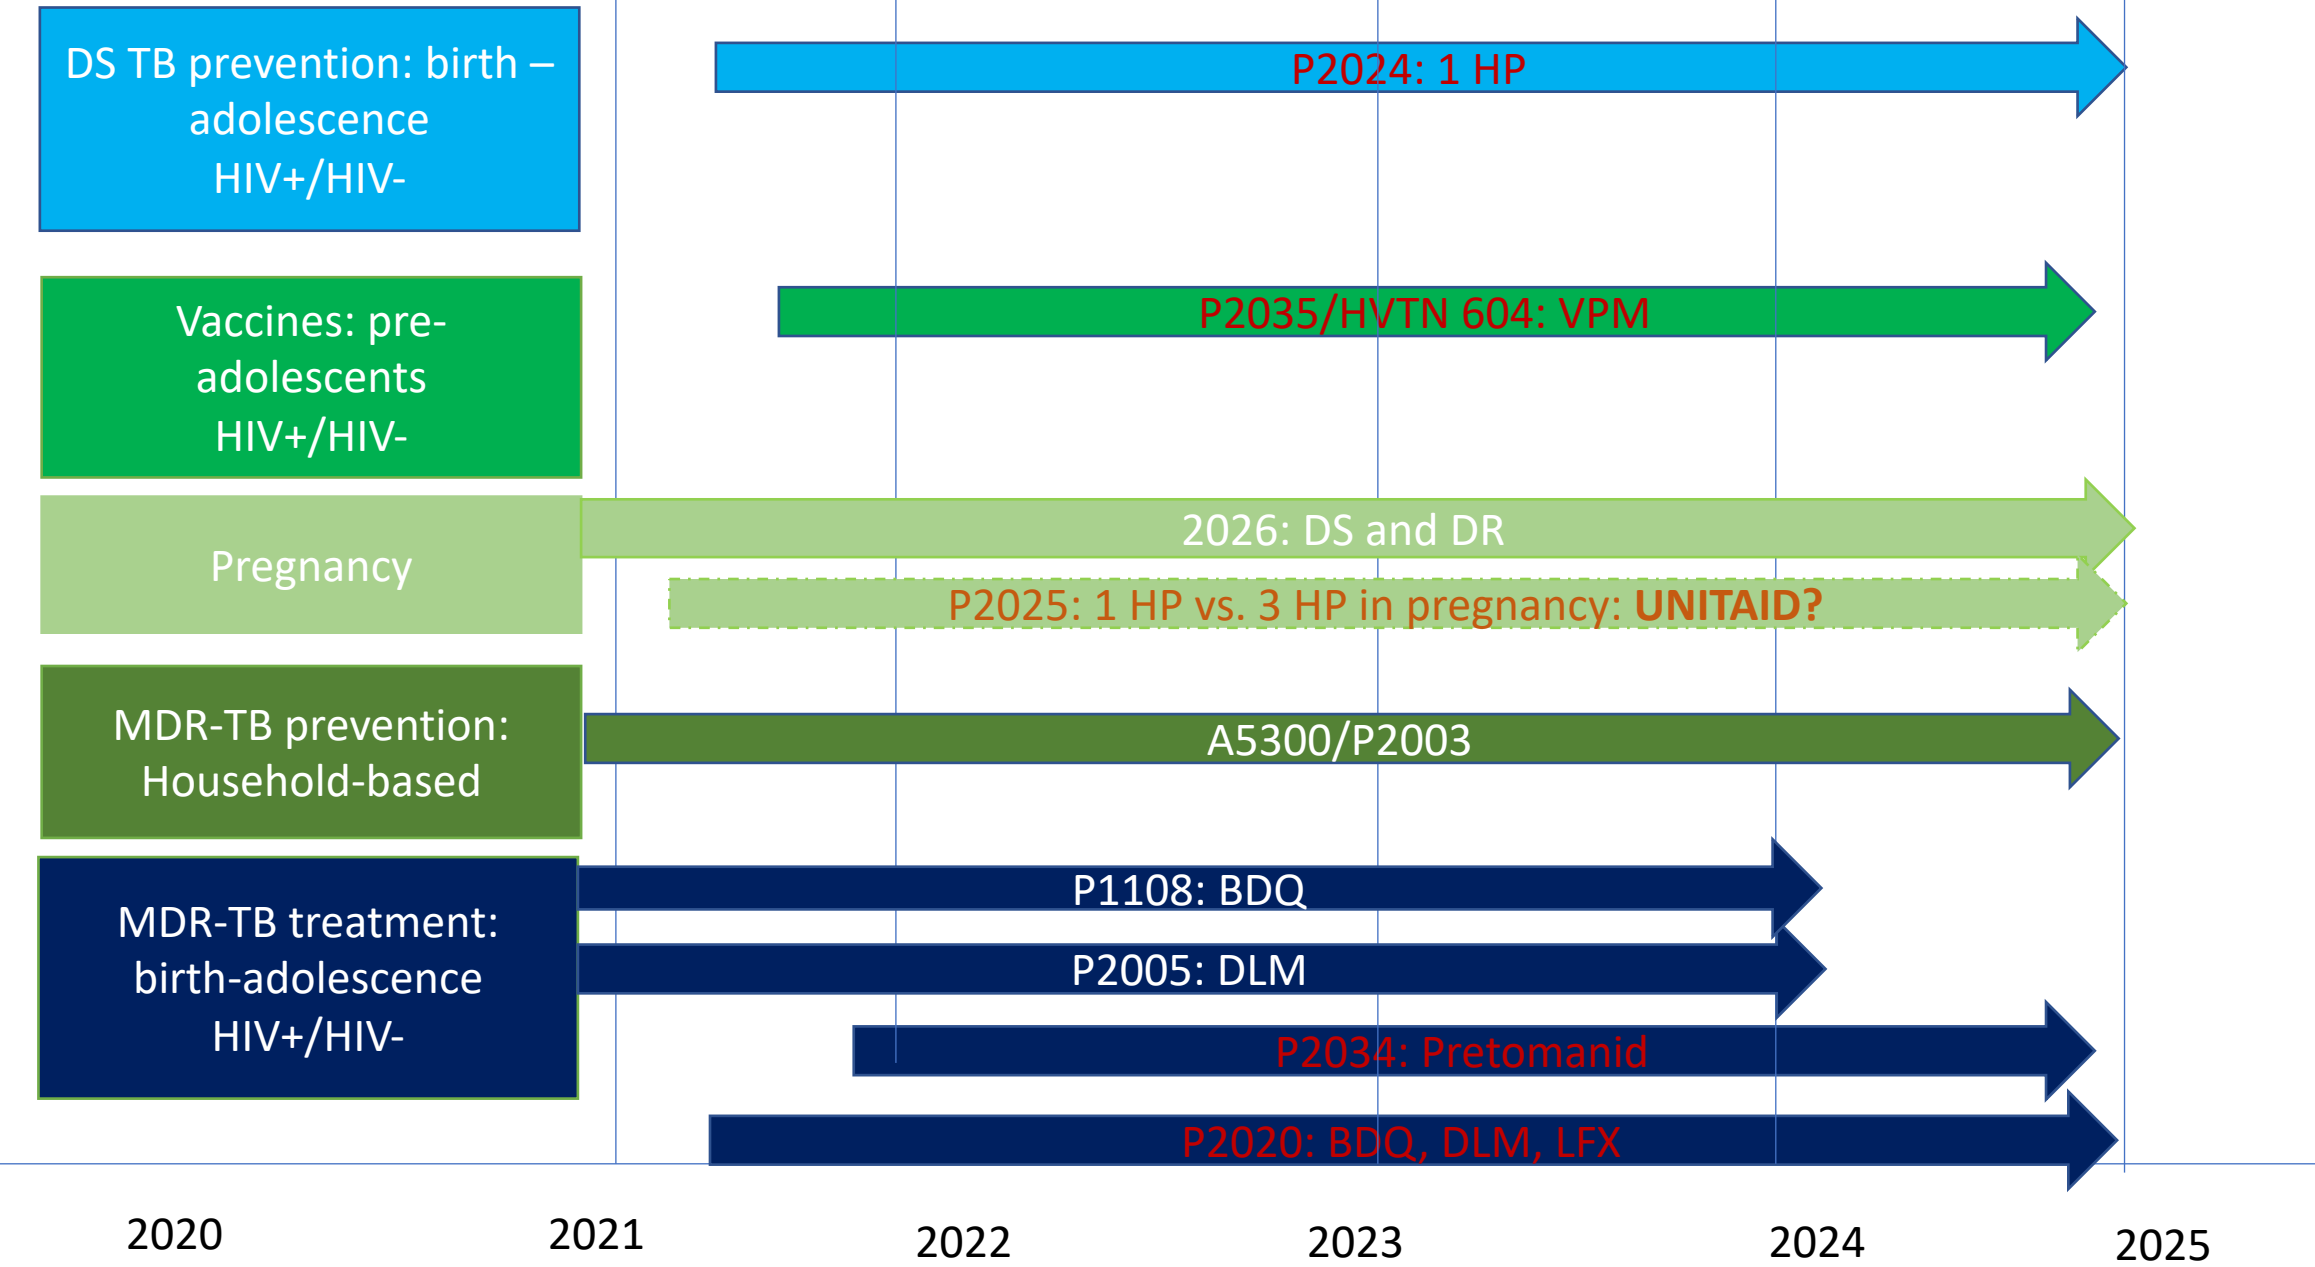 DS TB prevention: birth –
adolescence
HIV+/HIV-
P2024: 1 HP
Vaccines: pre-
adolescents
HIV+/HIV-
P2035/HVTN 604: VPM
Pregnancy
2026: DS and DR
P2025: 1 HP vs. 3 HP in pregnancy: UNITAID?
MDR-TB prevention:
Household-based
A5300/P2003
MDR-TB treatment:
birth-adolescence
HIV+/HIV-
P1108: BDQ
P2005: DLM
P2034: Pretomanid
P2020: BDQ, DLM, LFX
2020
2021
2022
2023
2024
2025